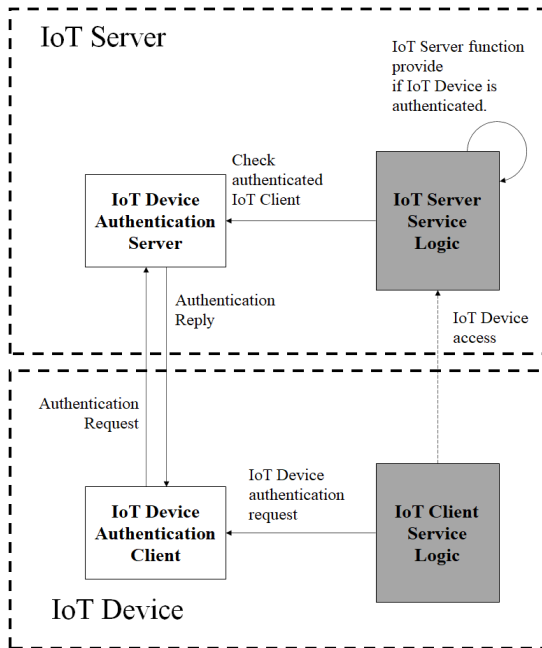 IoT Server
IoT Server function
provide
if IoT Device is
authenticated.
Check
authenticated
IoT Client
IoT Device
Authentication
Server
IoT Server
Service
Logic
Authentication
Reply
IoT Device
access
Authentication
Request
IoT Device
authentication
request
IoT Device
Authentication
Client
IoT Client
Service
Logic
IoT Device